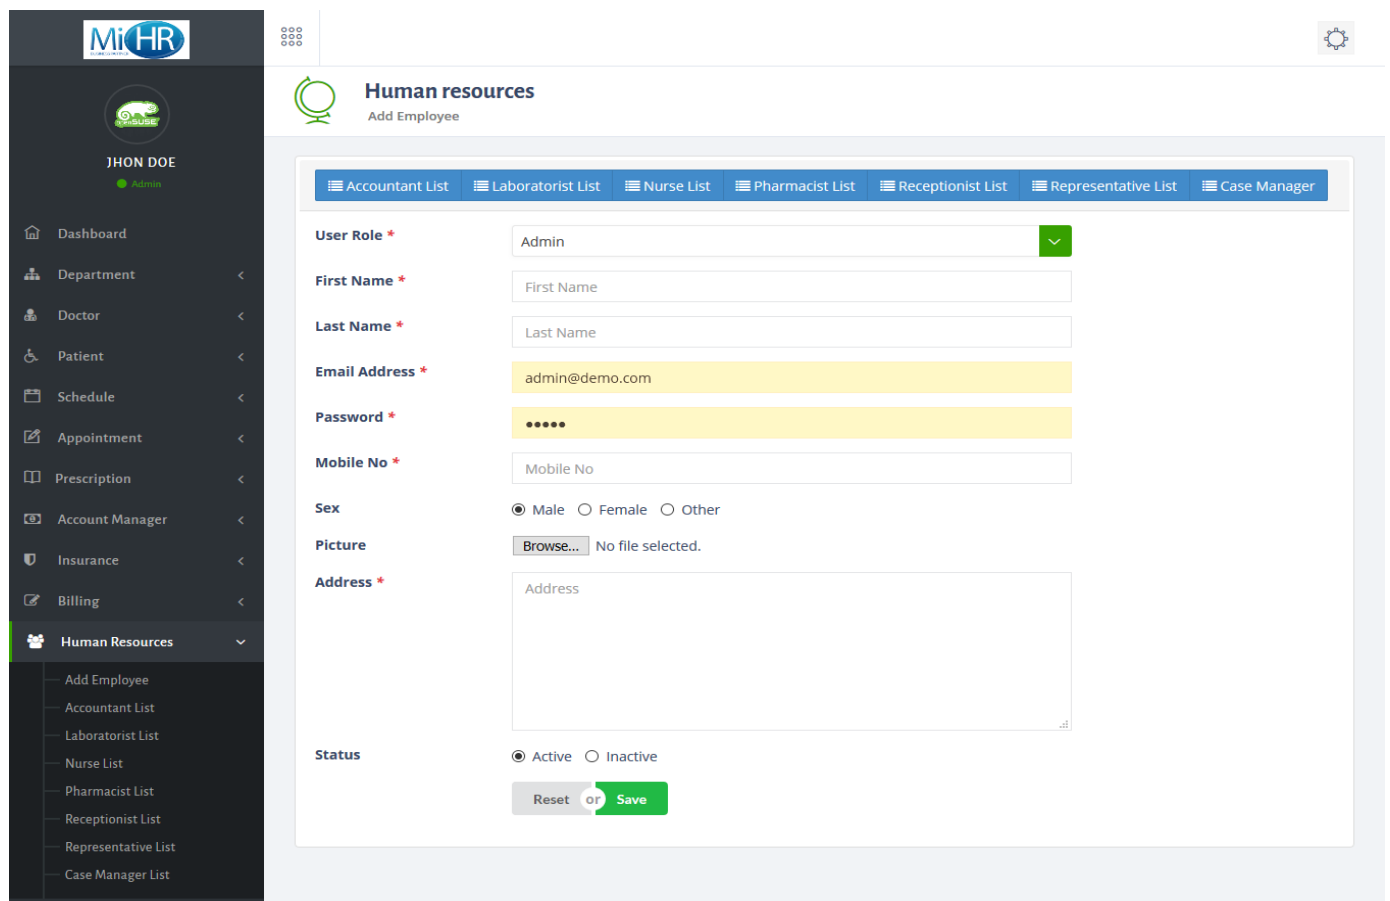 MiHR
openSUSE
JHON DOE
Admin
Dashboard
Department
Doctor
Patient
Schedule
Appointment
Prescription
Account Manager
Insurance
Billing
Human Resources
Add Employee
Accountant List
Laboratorist List
Nurse List
Pharmacist List
Receptionist List
Representative List
Case Manager List
Human resources
Add Employee
Accountant List Laboratorist List Nurse List Pharmacist List Receptionist List Representative List Case Manager
User Role * Admin
First Name * First Name
Last Name * Last Name
Email Address * admin@demo.com
Password * •••••
Mobile No * Mobile No
Sex Male Female Other
Picture Browse... No file selected.
Address * Address
Status Active Inactive
Reset or Save